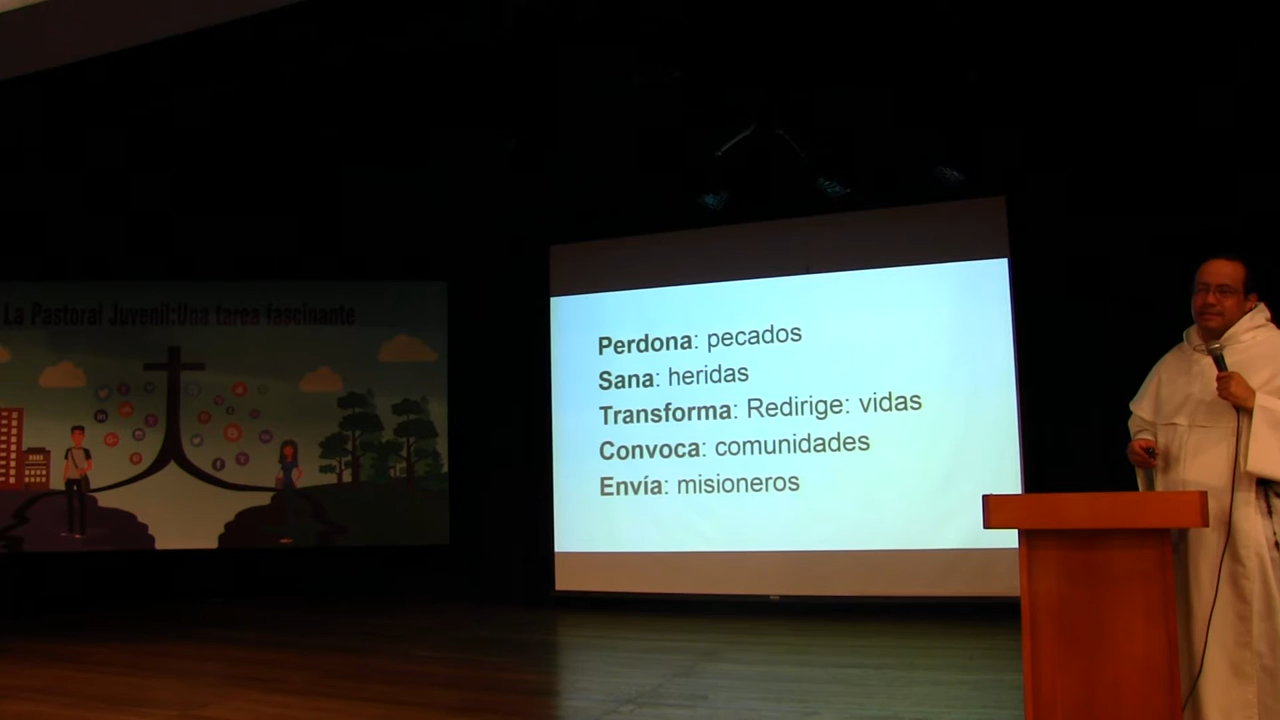 La Pastoral Juvenil:Una tarea fascinante
Perdona: pecados
Sana: heridas
Transforma: Redirige: vidas
Convoca: comunidades
Envía: misioneros